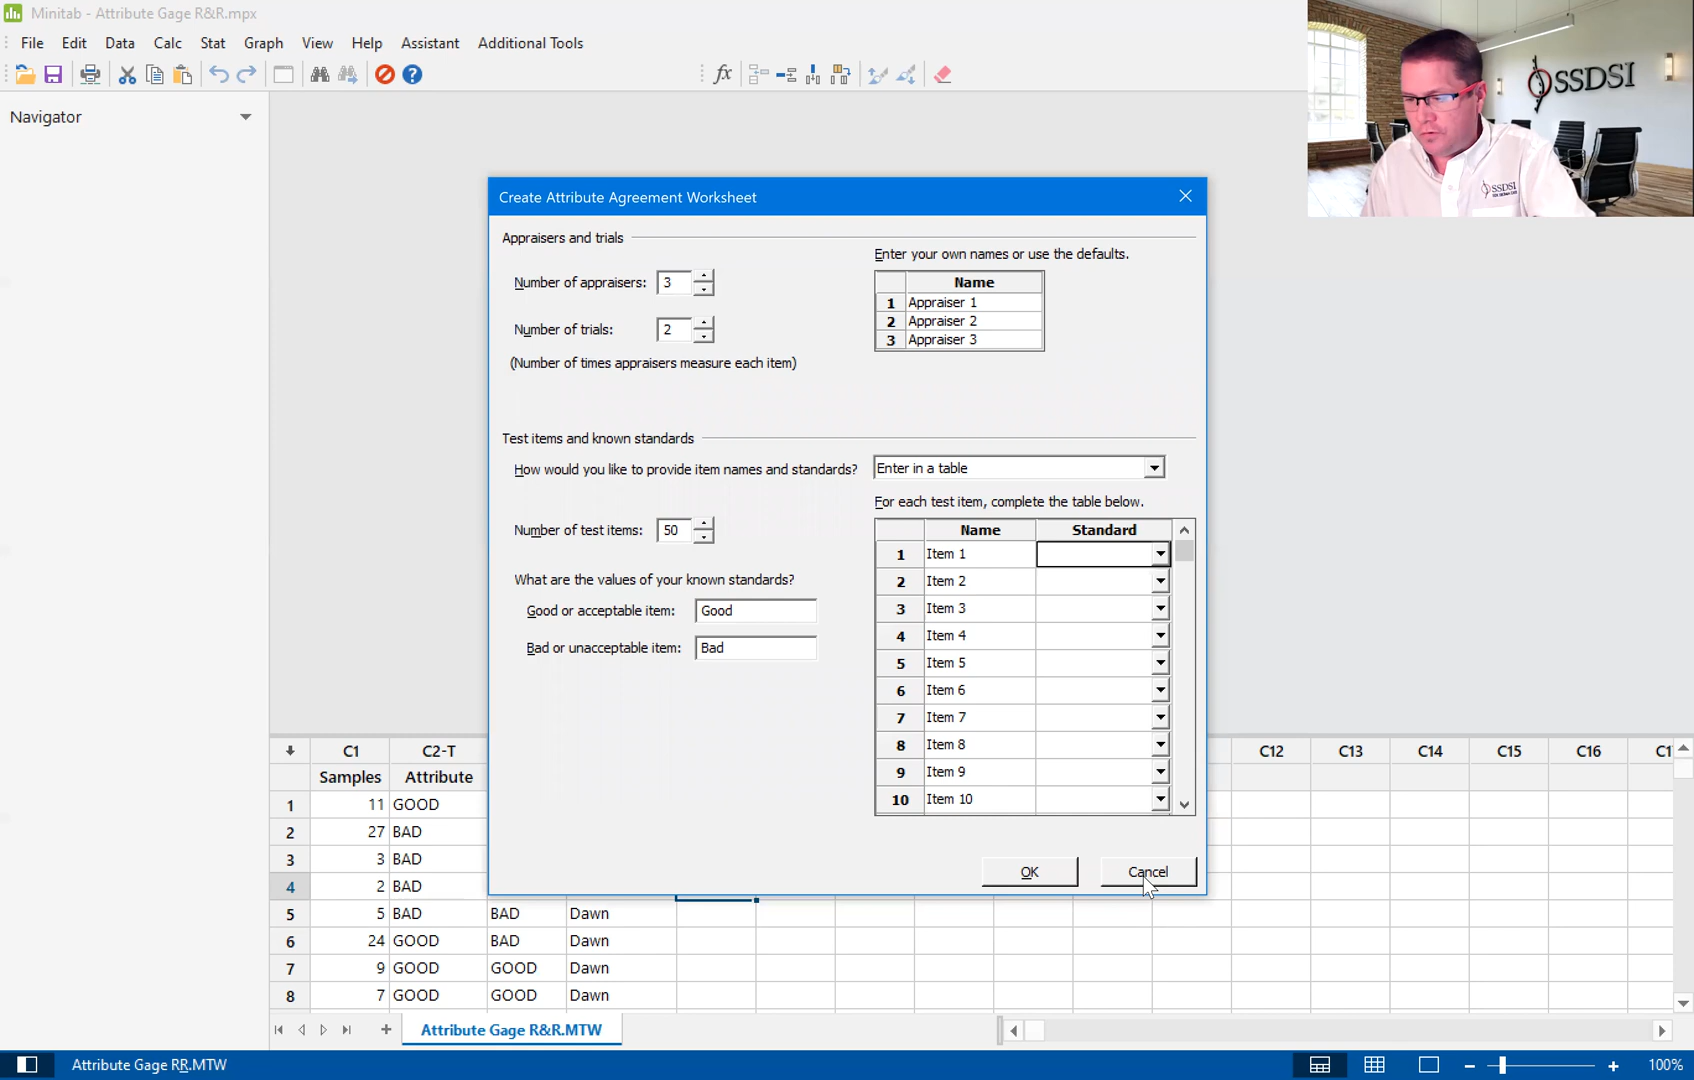 Minitab - Attribute Gage R&R.mpx
File Edit Data Calc Stat Graph View Help Assistant Additional Tools
fx
SSDSI
SSDSI
Navigator
Create Attribute Agreement Worksheet
Appraisers and trials
Number of appraisers: 3
Number of trials: 2
(Number of times appraisers measure each item)
Enter your own names or use the defaults.
Name
1 Appraiser 1
2 Appraiser 2
3 Appraiser 3
Test items and known standards
How would you like to provide item names and standards? Enter in a table
Number of test items: 50
What are the values of your known standards?
Good or acceptable item: Good
Bad or unacceptable item: Bad
For each test item, complete the table below.
Name Standard
1 Item 1
2 Item 2
3 Item 3
4 Item 4
5 Item 5
6 Item 6
7 Item 7
8 Item 8
9 Item 9
10 Item 10
OK Cancel
C1 C2-T C12 C13 C14 C15 C16
Samples Attribute
1 11 GOOD
2 27 BAD
3 3 BAD
4 2 BAD
5 5 BAD BAD Dawn
6 24 GOOD BAD Dawn
7 9 GOOD GOOD Dawn
8 7 GOOD GOOD Dawn
Attribute Gage R&R.MTW
Attribute Gage RR.MTW
100%